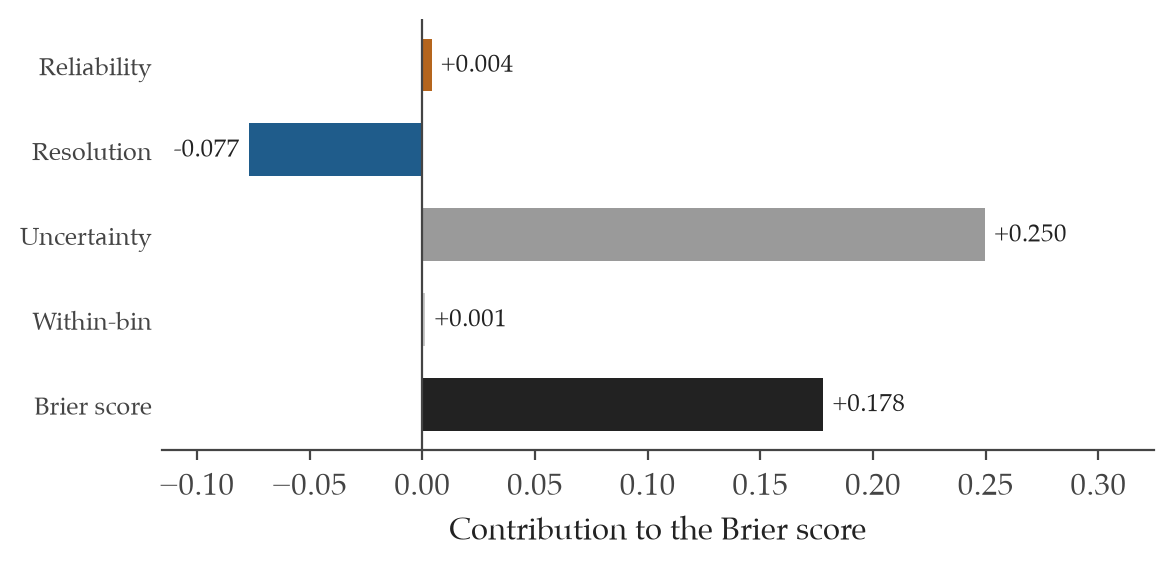 Reliability +0.004
-0.077 Resolution
Uncertainty +0.250
Within-bin +0.001
Brier score +0.178
−0.10 −0.05 0.00 0.05 0.10 0.15 0.20 0.25 0.30
Contribution to the Brier score